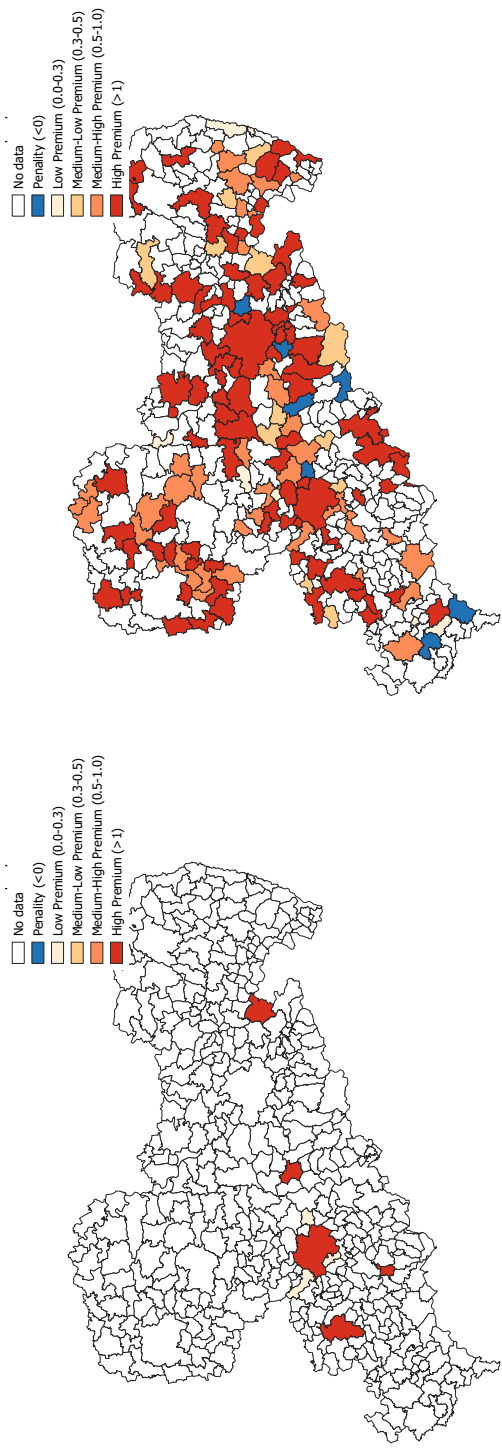 No data
Penality (<0)
Low Premium (0.0-0.3)
Medium-Low Premium (0.3-0.5)
Medium-High Premium (0.5-1.0)
High Premium (>1)
No data
Penality (<0)
Low Premium (0.0-0.3)
Medium-Low Premium (0.3-0.5)
Medium-High Premium (0.5-1.0)
High Premium (>1)